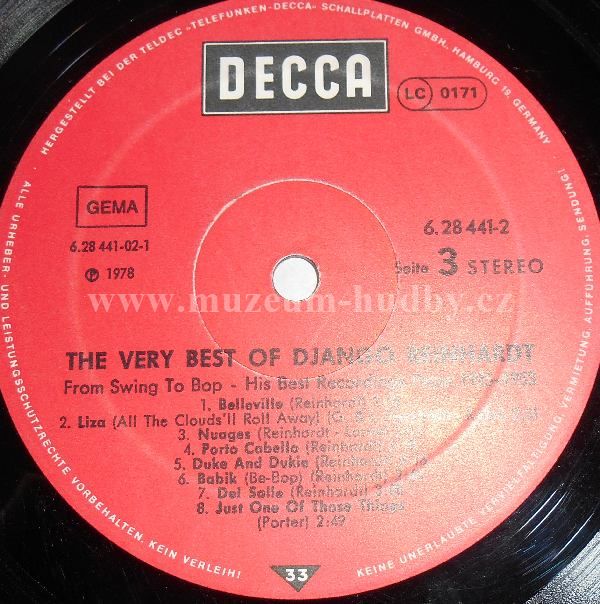 HERGESTELLT BEI DER TELDEC »TELEFUNKEN-DECCA« SCHALLPLATTEN GMBH, HAMBURG 19 GERMANY
DECCA
LC 0171
GEMA
6.28 441-02-1
℗ 1978
6.28 441-2
Seite 3 STEREO
www.muzeum-hudby.cz
THE VERY BEST OF DJANGO REINHARDT
From Swing To Bop - His Best Recordings
1. Belleville (Reinhardt)
2. Liza (All The Clouds'll Roll Away)
3. Nuages (Reinhardt -
4. Porto Cabello (Reinhardt)
5. Duke And Dukie (Reinhardt)
6. Babik (Be-Bop) (Reinhardt)
7. Del Salle (Reinhardt)
8. Just One Of Those Things
(Porter) 2:49
33
ALLE URHEBER- UND LEISTUNGSSCHUTZRECHTE VORBEHALTEN, KEIN VERLEIH!
KEINE UNERLAUBTE VERVIELFÄLTIGUNG, VERMIETUNG, AUFFÜHRUNG, SENDUNG!